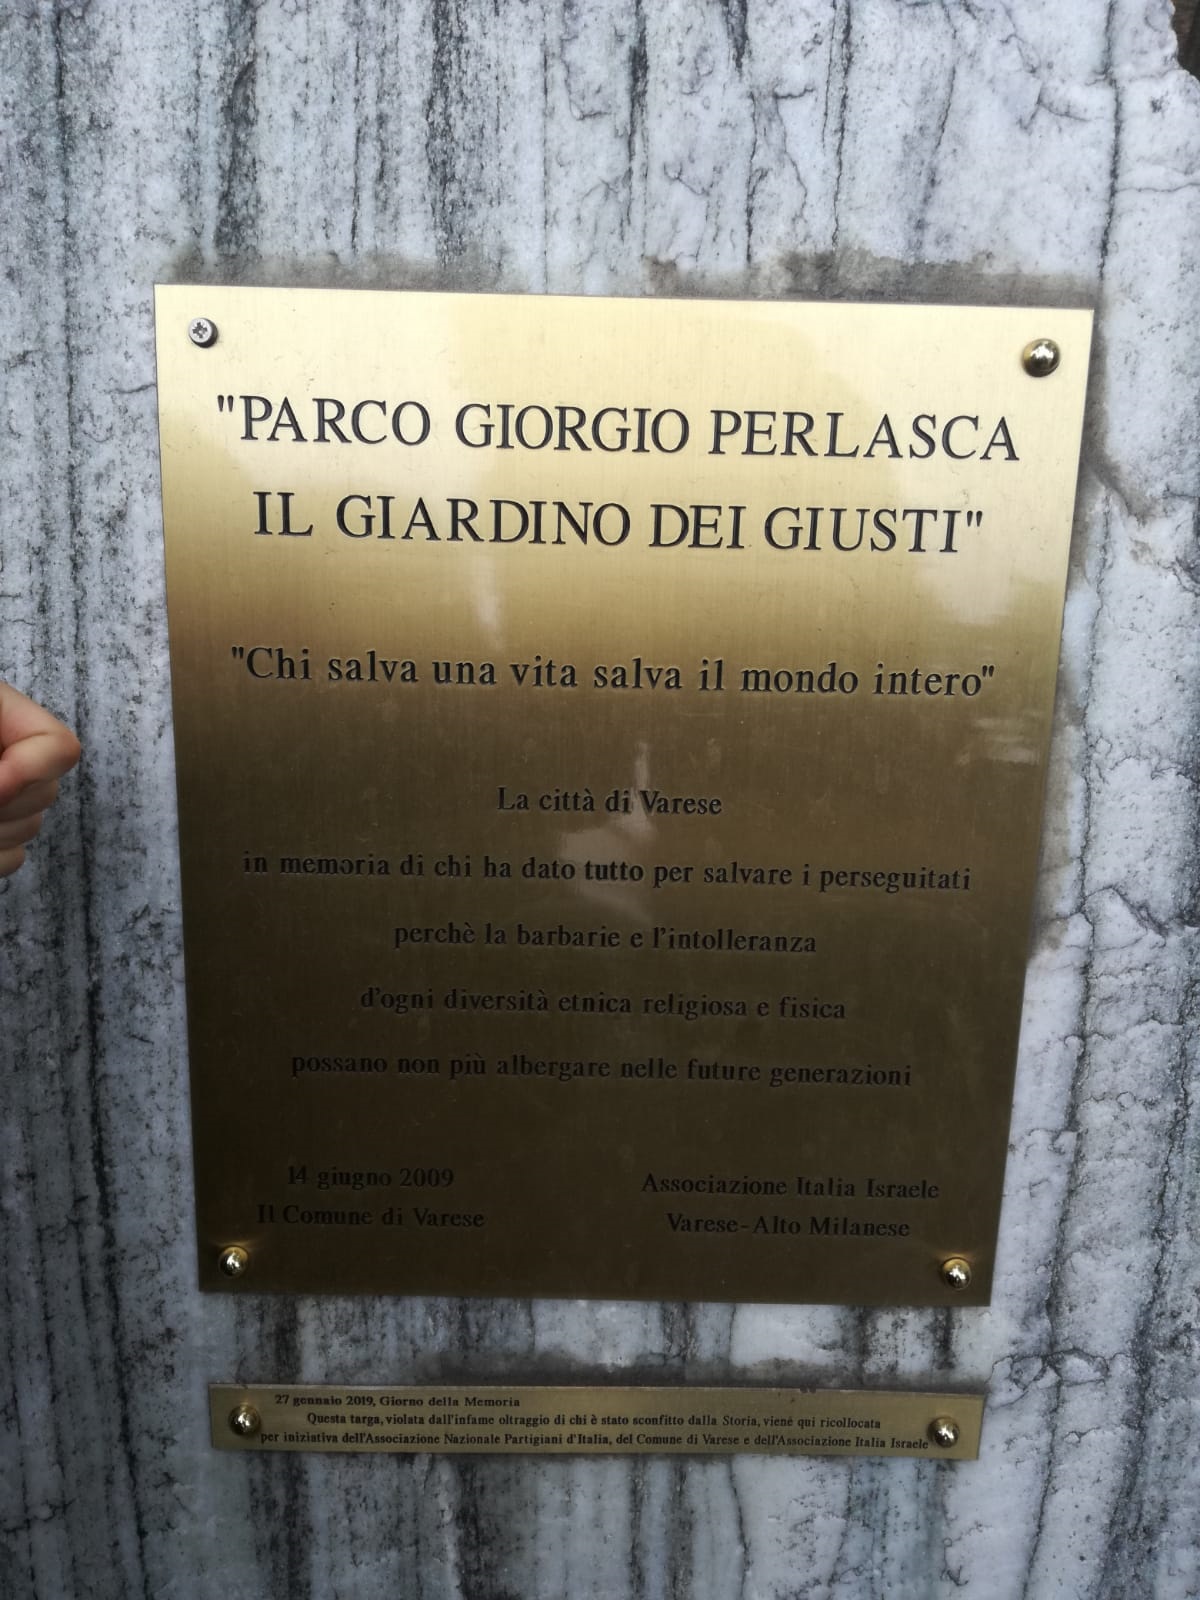 "PARCO GIORGIO PERLASCA
IL GIARDINO DEI GIUSTI"
"Chi salva una vita salva il mondo intero"
La città di Varese
in memoria di chi ha dato tutto per salvare i perseguitati
perchè la barbarie e l'intolleranza
d'ogni diversità etnica religiosa e fisica
possano non più albergare nelle future generazioni
14 giugno 2009
Il Comune di Varese
Associazione Italia Israele
Varese-Alto Milanese
27 gennaio 2019, Giorno della Memoria
Questa targa, violata dall'infame oltraggio di chi è stato sconfitto dalla Storia, viene qui ricollocata
per iniziativa dell'Associazione Nazionale Partigiani d'Italia, del Comune di Varese e dell'Associazione Italia Israele